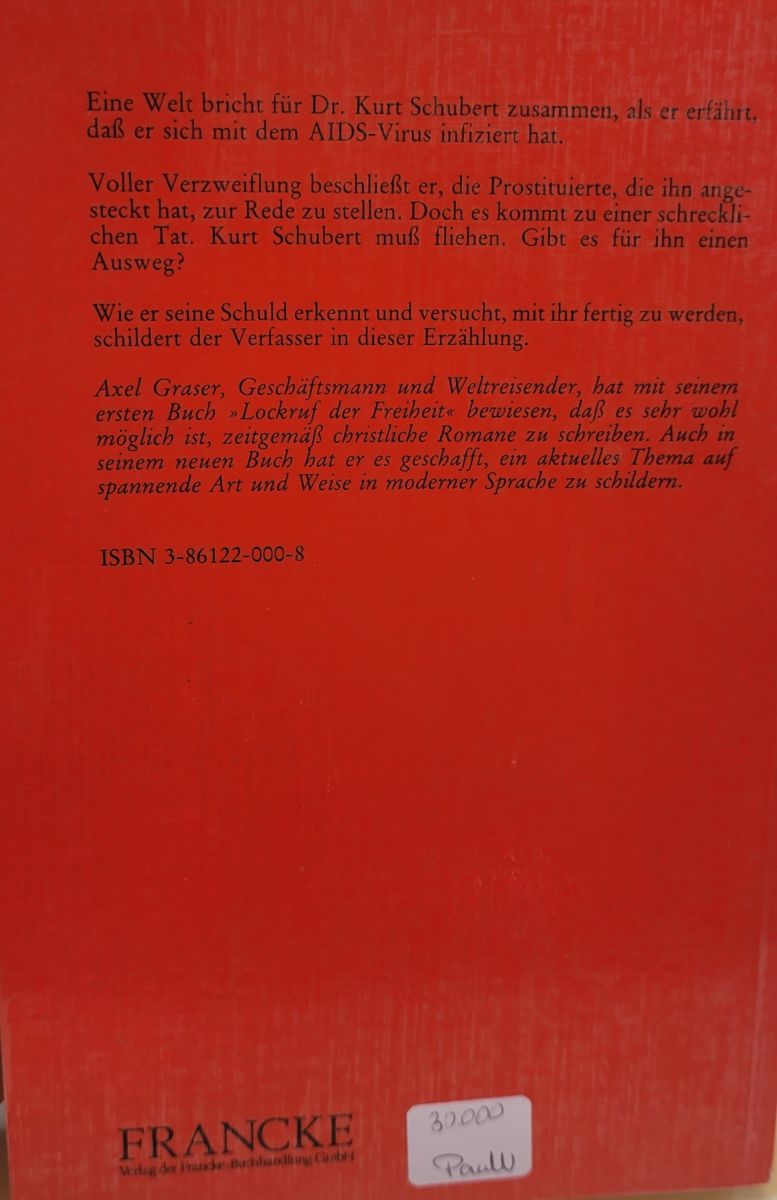 Eine Welt bricht für Dr. Kurt Schubert zusammen, als er erfährt,
daß er sich mit dem AIDS-Virus infiziert hat.
Voller Verzweiflung beschließt er, die Prostituierte, die ihn ange-
steckt hat, zur Rede zu stellen. Doch es kommt zu einer schreckli-
chen Tat. Kurt Schubert muß fliehen. Gibt es für ihn einen
Ausweg?
Wie er seine Schuld erkennt und versucht, mit ihr fertig zu werden,
schildert der Verfasser in dieser Erzählung.
Axel Graser, Geschäftsmann und Weltreisender, hat mit seinem
ersten Buch »Lockruf der Freiheit« bewiesen, daß es sehr wohl
möglich ist, zeitgemäß christliche Romane zu schreiben. Auch in
seinem neuen Buch hat er es geschafft, ein aktuelles Thema auf
spannende Art und Weise in moderner Sprache zu schildern.
ISBN 3-86122-000-8
FRANCKE
Verlag der Francke-Buchhandlung GmbH